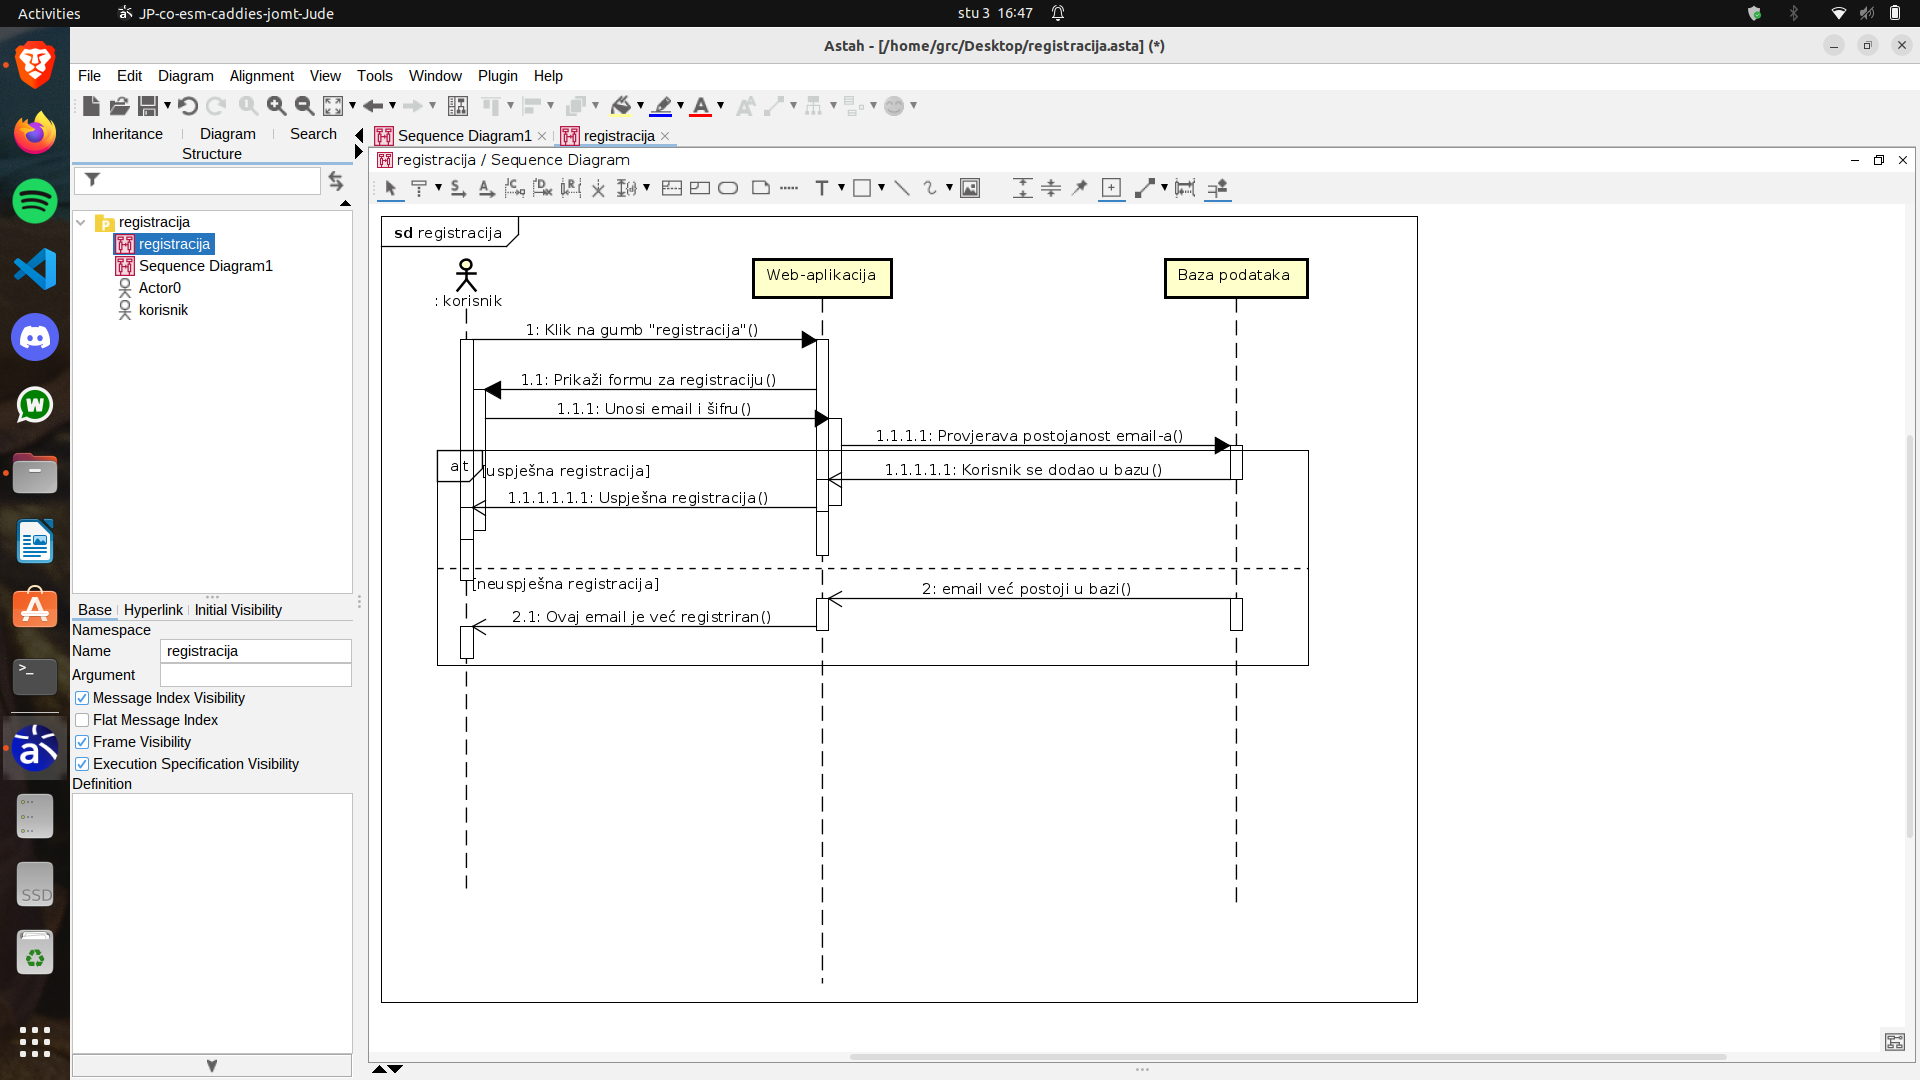 Activities
JP-co-esm-caddies-jomt-Jude
stu 3 16:47
Astah - [/home/grc/Desktop/registracija.asta] (*)
File Edit Diagram Alignment View Tools Window Plugin Help
Inheritance Diagram Search
Structure
Sequence Diagram1
registracija
registracija / Sequence Diagram
registracija
registracija
Sequence Diagram1
Actor0
korisnik
Base Hyperlink Initial Visibility
Namespace
Name registracija
Argument
Message Index Visibility
Flat Message Index
Frame Visibility
Execution Specification Visibility
Definition
SSD
sd registracija
: korisnik
Web-aplikacija
Baza podataka
1: Klik na gumb "registracija"()
1.1: Prikaži formu za registraciju()
1.1.1: Unosi email i šifru()
1.1.1.1: Provjerava postojanost email-a()
alt
[uspješna registracija]
1.1.1.1.1: Korisnik se dodao u bazu()
1.1.1.1.1.1: Uspješna registracija()
[neuspješna registracija]
2: email već postoji u bazi()
2.1: Ovaj email je već registriran()